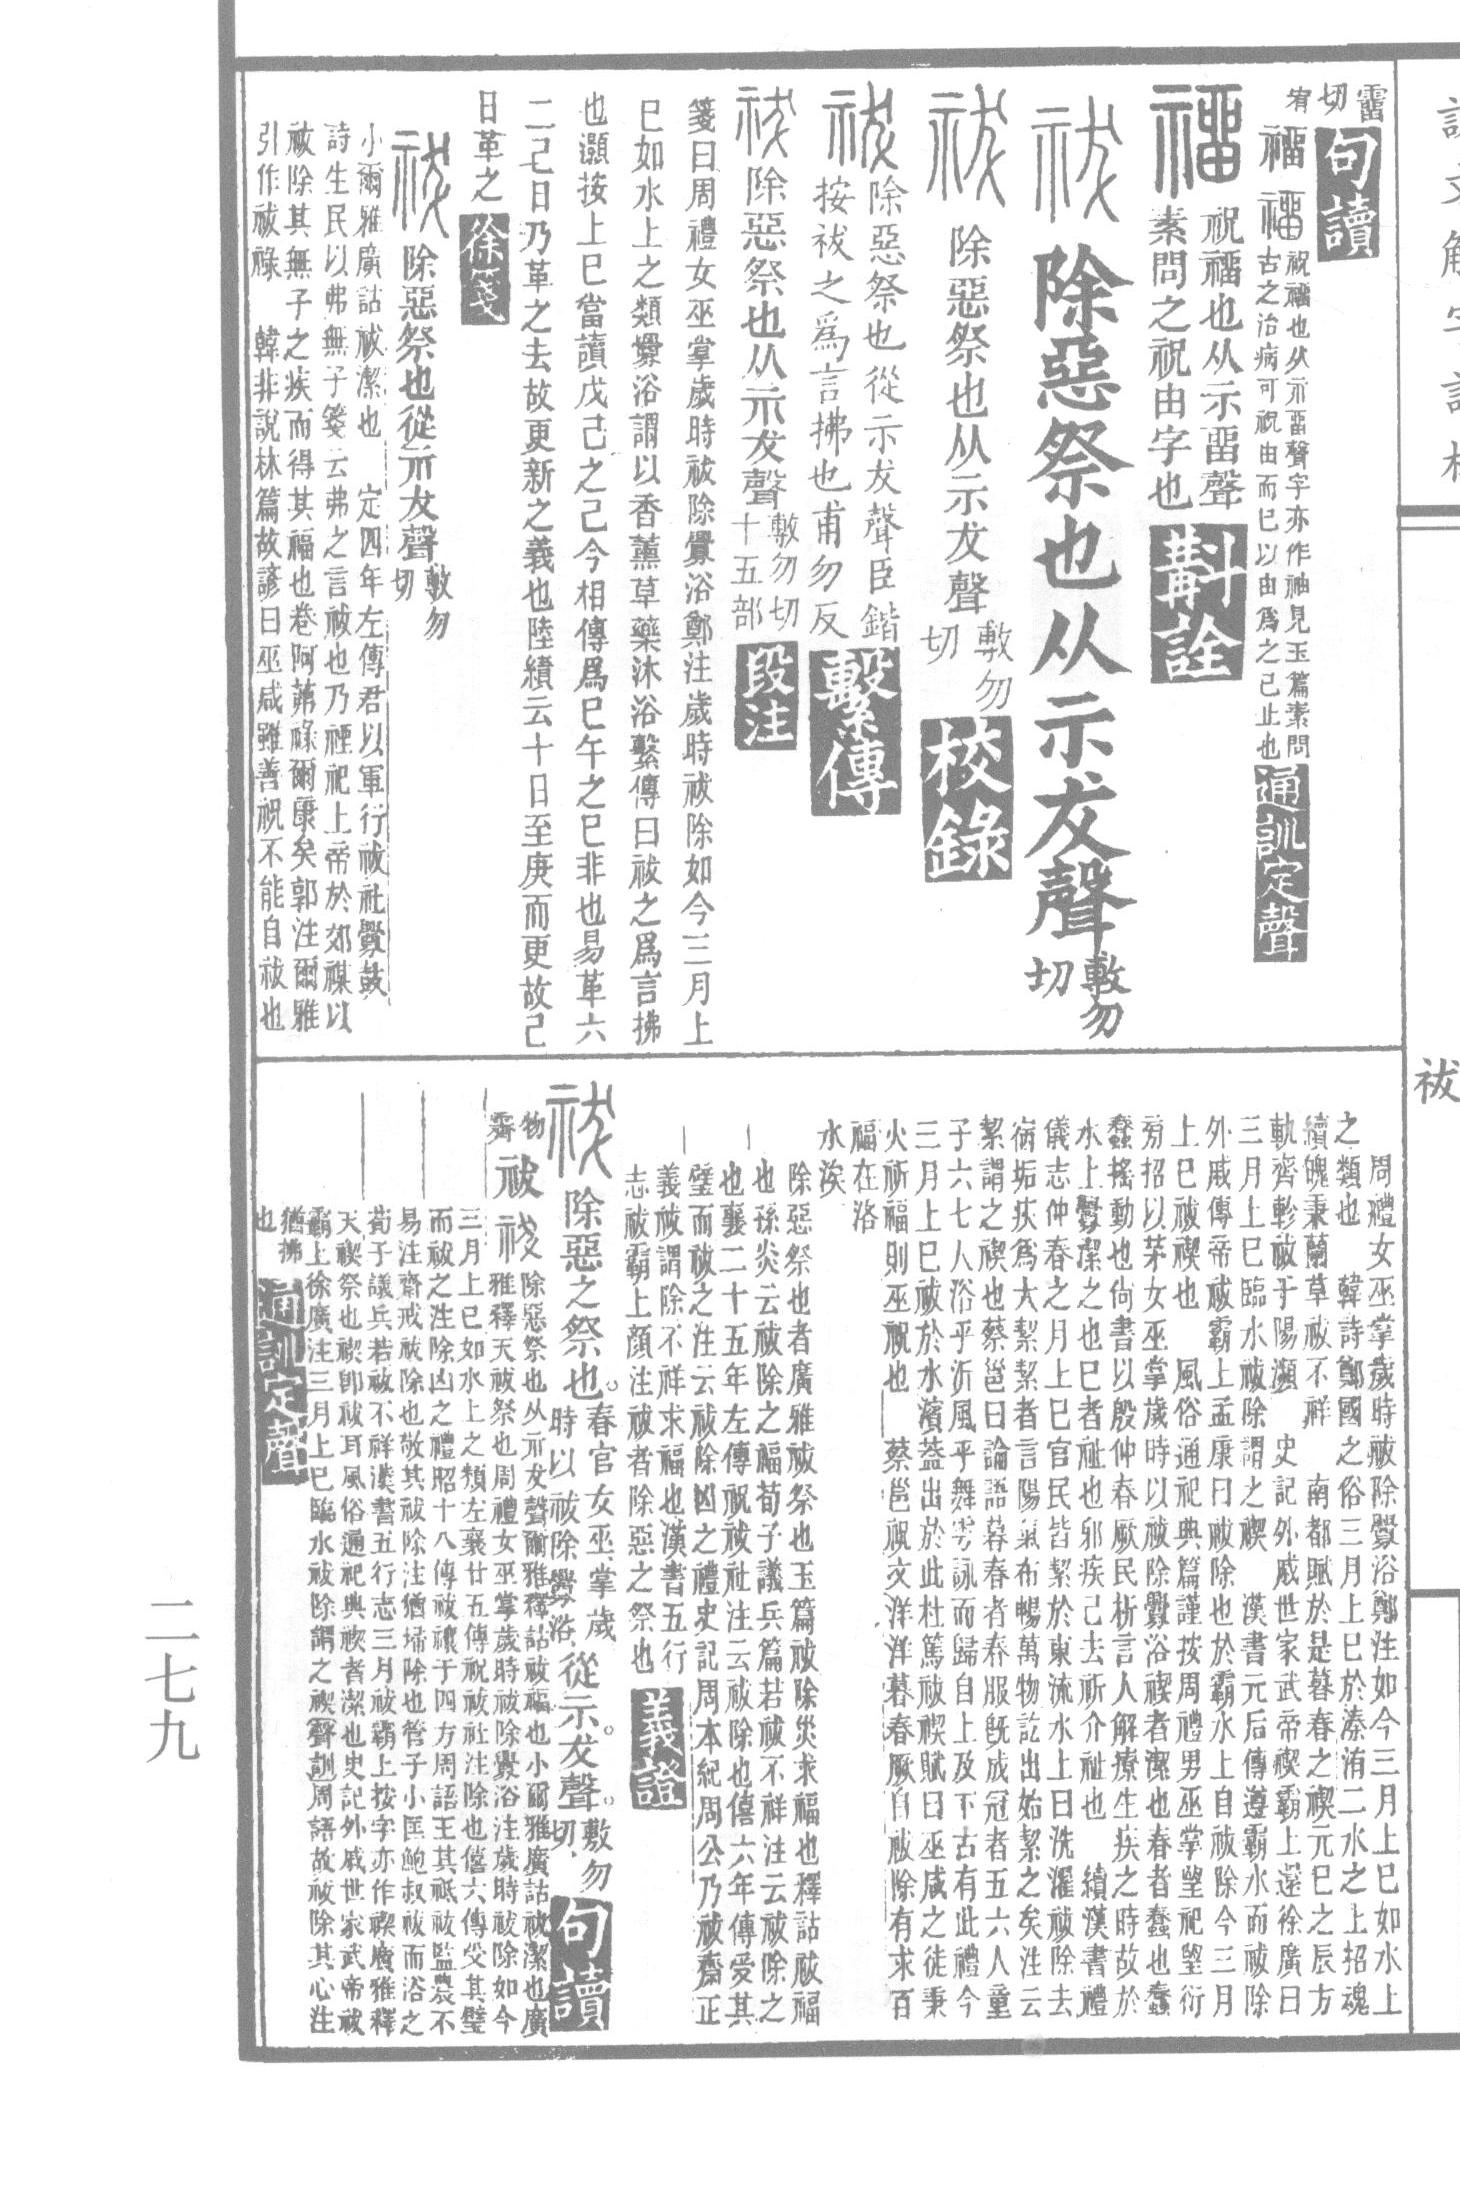 雷
切
句讀
宥
福
禂祝禂也从示畱聲字亦作袖見玉篇素問
古之治病可祝由而已以由爲之已止也
通訓定聲
祝禂也从示畱聲
素問之祝由字也
斠詮
除惡祭也从示犮聲
敷勿
切
除惡祭也从示犮聲
敷勿
切
校錄
除惡祭也從示犮聲臣鍇
按祓之爲言拂也甫勿反
繫傳
除惡祭也从示犮聲
敷勿切
十五部
段注
箋曰周禮女巫掌歲時祓除釁浴鄭注歲時祓除如今三月上
巳如水上之類釁浴謂以香薰草藥沐浴繫傳曰祓之爲言拂
也灝按上巳當讀戊己之己今相傳爲巳午之巳非也易革六
二己日乃革之去故更新之義也陸績云十日至庚而更故己
日革之
徐箋
除惡祭也從示犮聲
敷勿
切
小爾雅廣詁祓潔也 定四年左傳君以軍行祓社釁鼓
詩生民以弗無子箋云弗之言祓也乃禋祀上帝於郊禖以
祓除其無子之疾而得其福也卷阿茀祿爾康矣郭注爾雅
引作祓祿 韓非說林篇故諺曰巫咸雖善祝不能自祓也
祓
周禮女巫掌歲時祓除釁浴鄭注如今三月上巳如水上
之類也 韓詩鄭國之俗三月上巳於溱洧二水之上招魂
續魄秉蘭草祓不祥 南都賦於是暮春之禊元巳之辰方
軌齊軫祓于陽瀕 史記外戚世家武帝禊霸上還徐廣曰
三月上巳臨水祓除謂之禊 漢書元后傳遵霸水而祓除
外戚傳帝祓霸上孟康曰祓除也於霸水上自祓除今三月
上巳祓禊也 風俗通祀典篇謹按周禮男巫掌望祀望衍
旁招以茅女巫掌歲時以祓除釁浴禊者潔也春者蠢也蠢
蠢搖動也尚書以殷仲春厥民析言人解療生疾之時故於
水上釁潔之也巳者祉也邪疾已去祈介祉也 續漢書禮
儀志仲春之月上巳官民皆絜於東流水上曰洗濯祓除去
宿垢疢爲大絜絜者言陽氣布暢萬物訖出始絜之矣注云
絜謂之禊也蔡邕曰論語暮春者春服旣成冠者五六人童
子六七人浴乎沂風乎舞雩詠而歸自上及下古有此禮今
三月上巳祓於水濱蓋出於此杜篤祓禊賦曰巫咸之徒秉
火祈福則巫祝也 蔡邕祝文洋洋暮春厥自祓除有求百
福在洛
水涘
除惡祭也者廣雅祓祭也玉篇祓除災求福也釋詁祓福
也孫炎云祓除之福荀子議兵篇若祓不祥注云祓除之
也襄二十五年左傳祝祓社注云祓除也僖六年傳受其
璧而祓之注云祓除凶之禮史記周本紀周公乃祓齋正
義祓謂除不祥求福也漢書五行
志祓霸上顏注祓者除惡之祭也
義證
除惡之祭也。
春官女巫掌歲
時以祓除釁浴
從示。犮聲。
敷勿
切
句讀
物
霽
祓
除惡祭也从示犮聲爾雅釋詁祓福也小爾雅廣詁祓潔也廣
雅釋天祓祭也周禮女巫掌歲時祓除釁浴注歲時祓除如今
三月上巳如水上之類左襄廿五傳祝祓社注除也僖六傳受其璧
而祓之注除凶之禮昭十八傳祓禳于四方周語王其祗祓監農不
易注齋戒祓除也敬其祓除注猶埽除也管子小匡鮑叔祓而浴之
荀子議兵若祓不祥漢書五行志三月祓霸上按字亦作禊廣雅釋
天禊祭也禊卽祓耳風俗通祀典禊者潔也史記外戚世家武帝祓
霸上徐廣注三月上巳臨水祓除謂之禊聲訓周語故祓除其心注
猶拂
也
通訓定聲
二七九